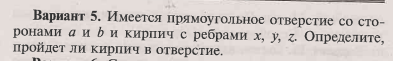 Вариант 5. Имеется прямоугольное отверстие со сто-
ронами a и b и кирпич с ребрами x, y, z. Определите,
пройдет ли кирпич в отверстие.